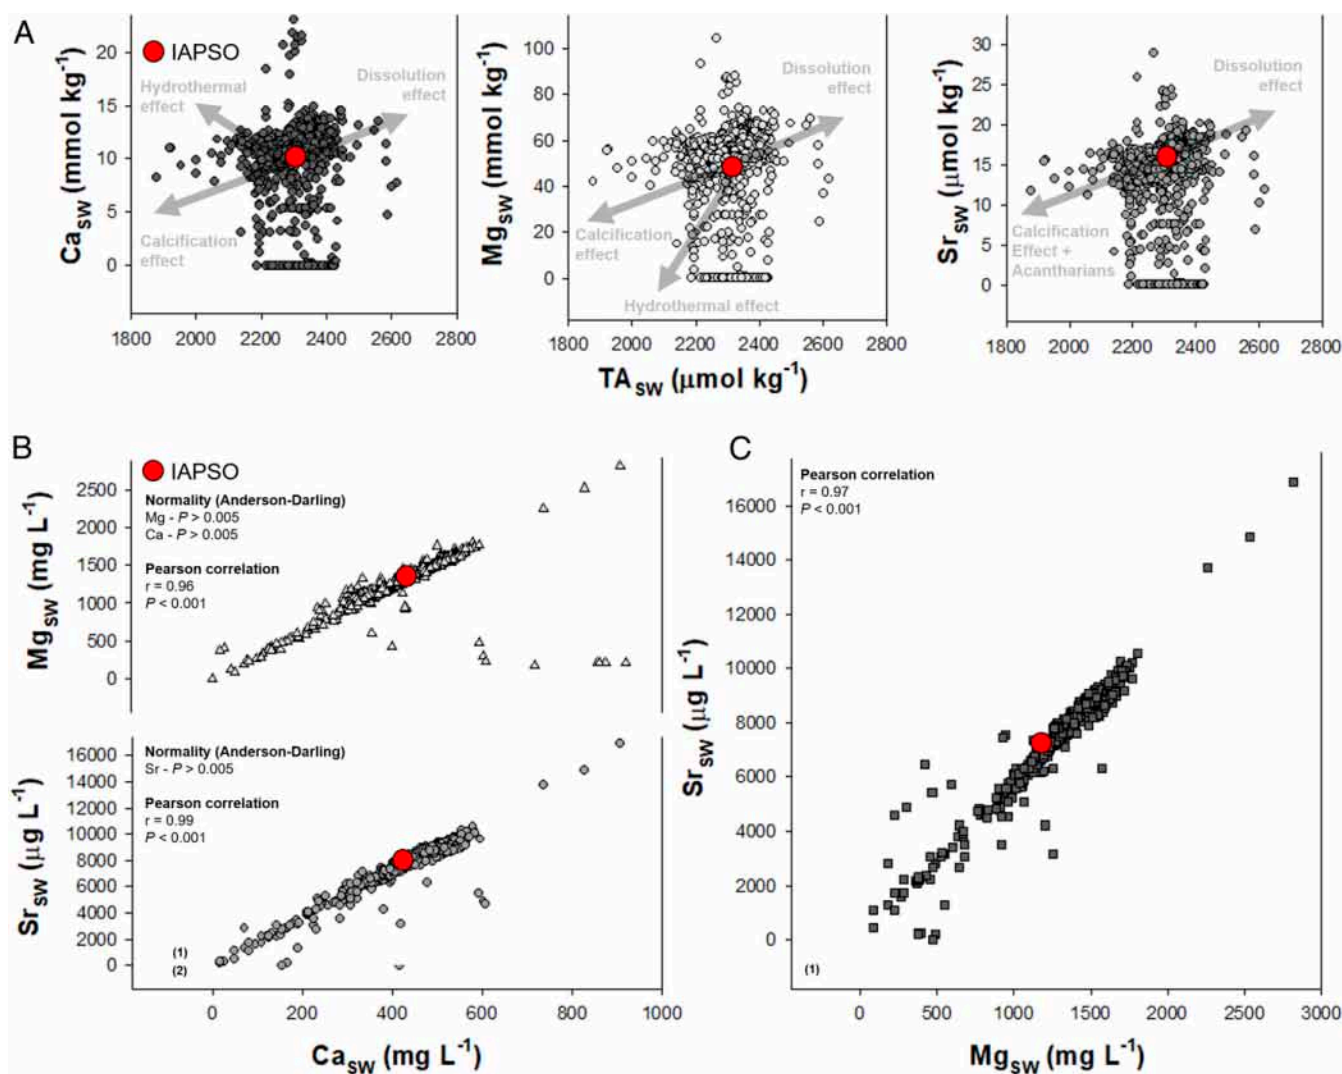 A
IAPSO
Ca_SW (mmol kg⁻¹)
20
15
10
5
0
Hydrothermal
effect
Dissolution
effect
Calcification
effect
1800 2000 2200 2400 2600 2800
Mg_SW (mmol kg⁻¹)
100
80
60
40
20
0
Dissolution
effect
Calcification
effect
Hydrothermal effect
1800 2000 2200 2400 2600 2800
Sr_SW (μmol kg⁻¹)
30
25
20
15
10
5
0
Dissolution
effect
Calcification
Effect +
Acantharians
1800 2000 2200 2400 2600 2800
TA_SW (μmol kg⁻¹)
B
IAPSO
Mg_SW (mg L⁻¹)
2500
2000
1500
1000
500
0
Normality (Anderson-Darling)
Mg - P > 0.005
Ca - P > 0.005
Pearson correlation
r = 0.96
P < 0.001
Sr_SW (μg L⁻¹)
16000
14000
12000
10000
8000
6000
4000
2000
0
Normality (Anderson-Darling)
Sr - P > 0.005
Pearson correlation
r = 0.99
P < 0.001
(1)
(2)
0 200 400 600 800 1000
Ca_SW (mg L⁻¹)
C
Pearson correlation
r = 0.97
P < 0.001
Sr_SW (μg L⁻¹)
16000
14000
12000
10000
8000
6000
4000
2000
0
(1)
0 500 1000 1500 2000 2500 3000
Mg_SW (mg L⁻¹)